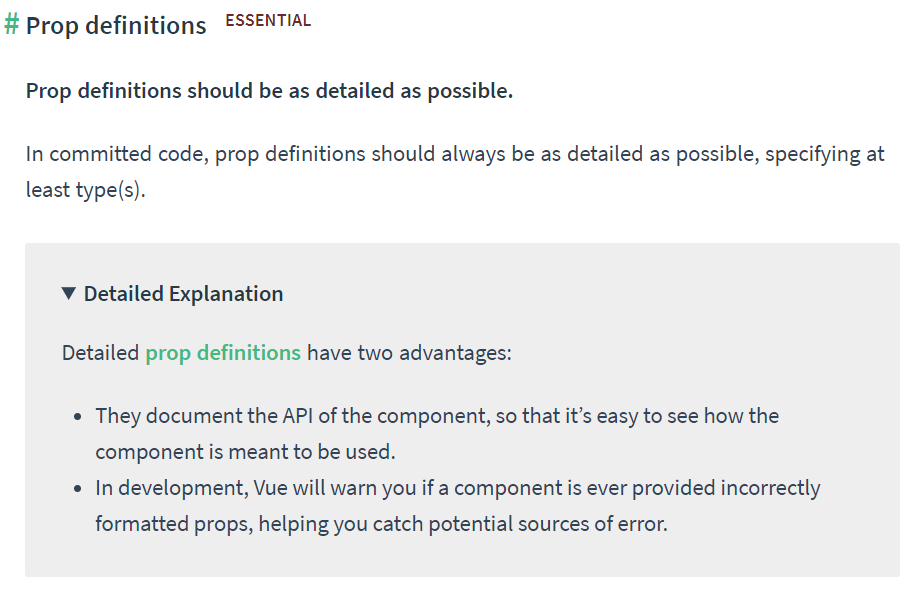 # Prop definitions ESSENTIAL
Prop definitions should be as detailed as possible.
In committed code, prop definitions should always be as detailed as possible, specifying at
least type(s).
▼ Detailed Explanation
Detailed prop definitions have two advantages:
• They document the API of the component, so that it’s easy to see how the
component is meant to be used.
• In development, Vue will warn you if a component is ever provided incorrectly
formatted props, helping you catch potential sources of error.